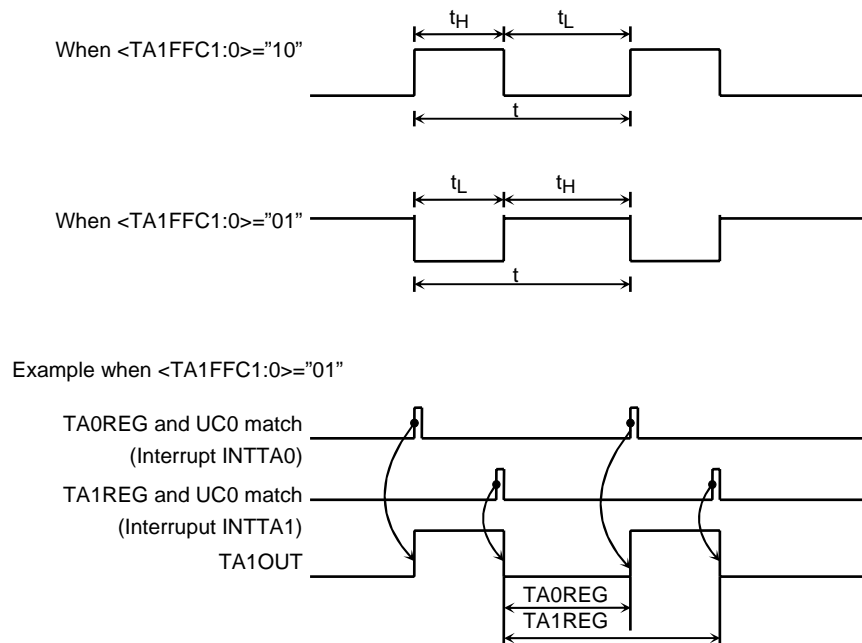 tH tL
When <TA1FFC1:0>=”10”
t
tL tH
When <TA1FFC1:0>=”01”
t
Example when <TA1FFC1:0>=”01”
TA0REG and UC0 match
(Interrupt INTTA0)
TA1REG and UC0 match
(Interruput INTTA1)
TA1OUT
TA0REG
TA1REG